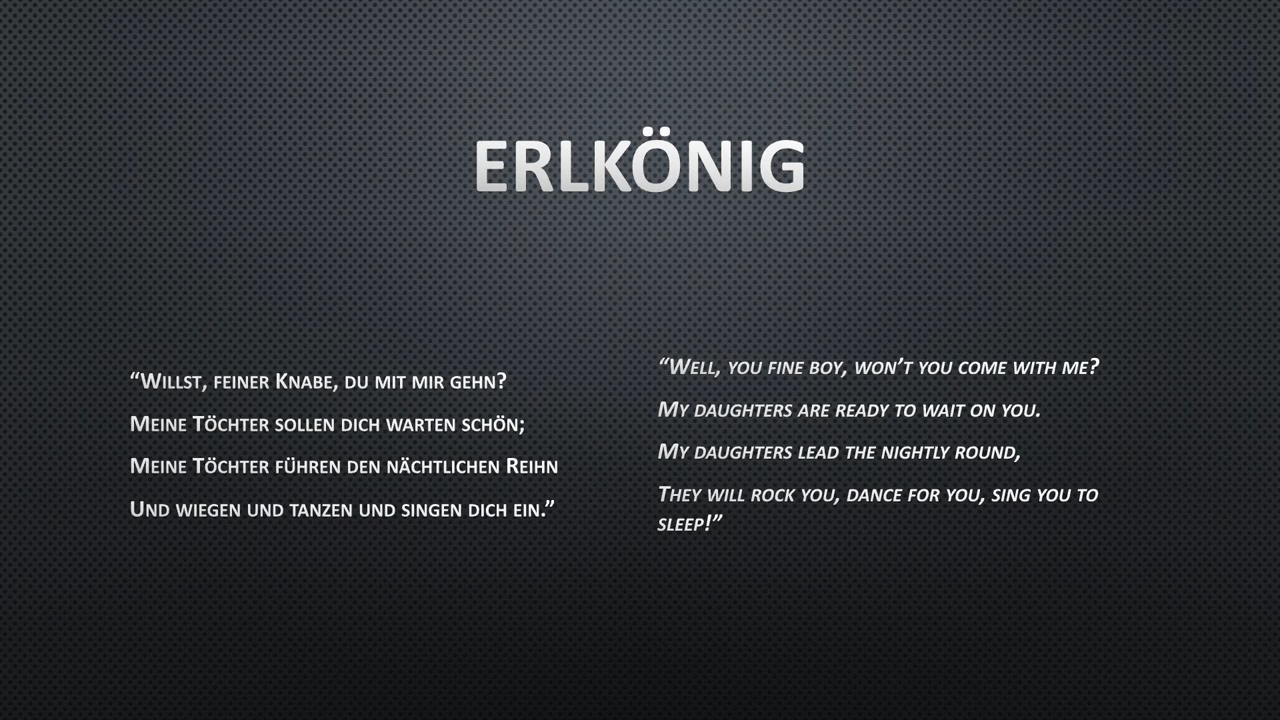 ERLKÖNIG
“Willst, feiner Knabe, du mit mir gehn?
Meine Töchter sollen dich warten schön;
Meine Töchter führen den nächtlichen Reihn
Und wiegen und tanzen und singen dich ein.”
“Well, you fine boy, won’t you come with me?
My daughters are ready to wait on you.
My daughters lead the nightly round,
They will rock you, dance for you, sing you to
sleep!”